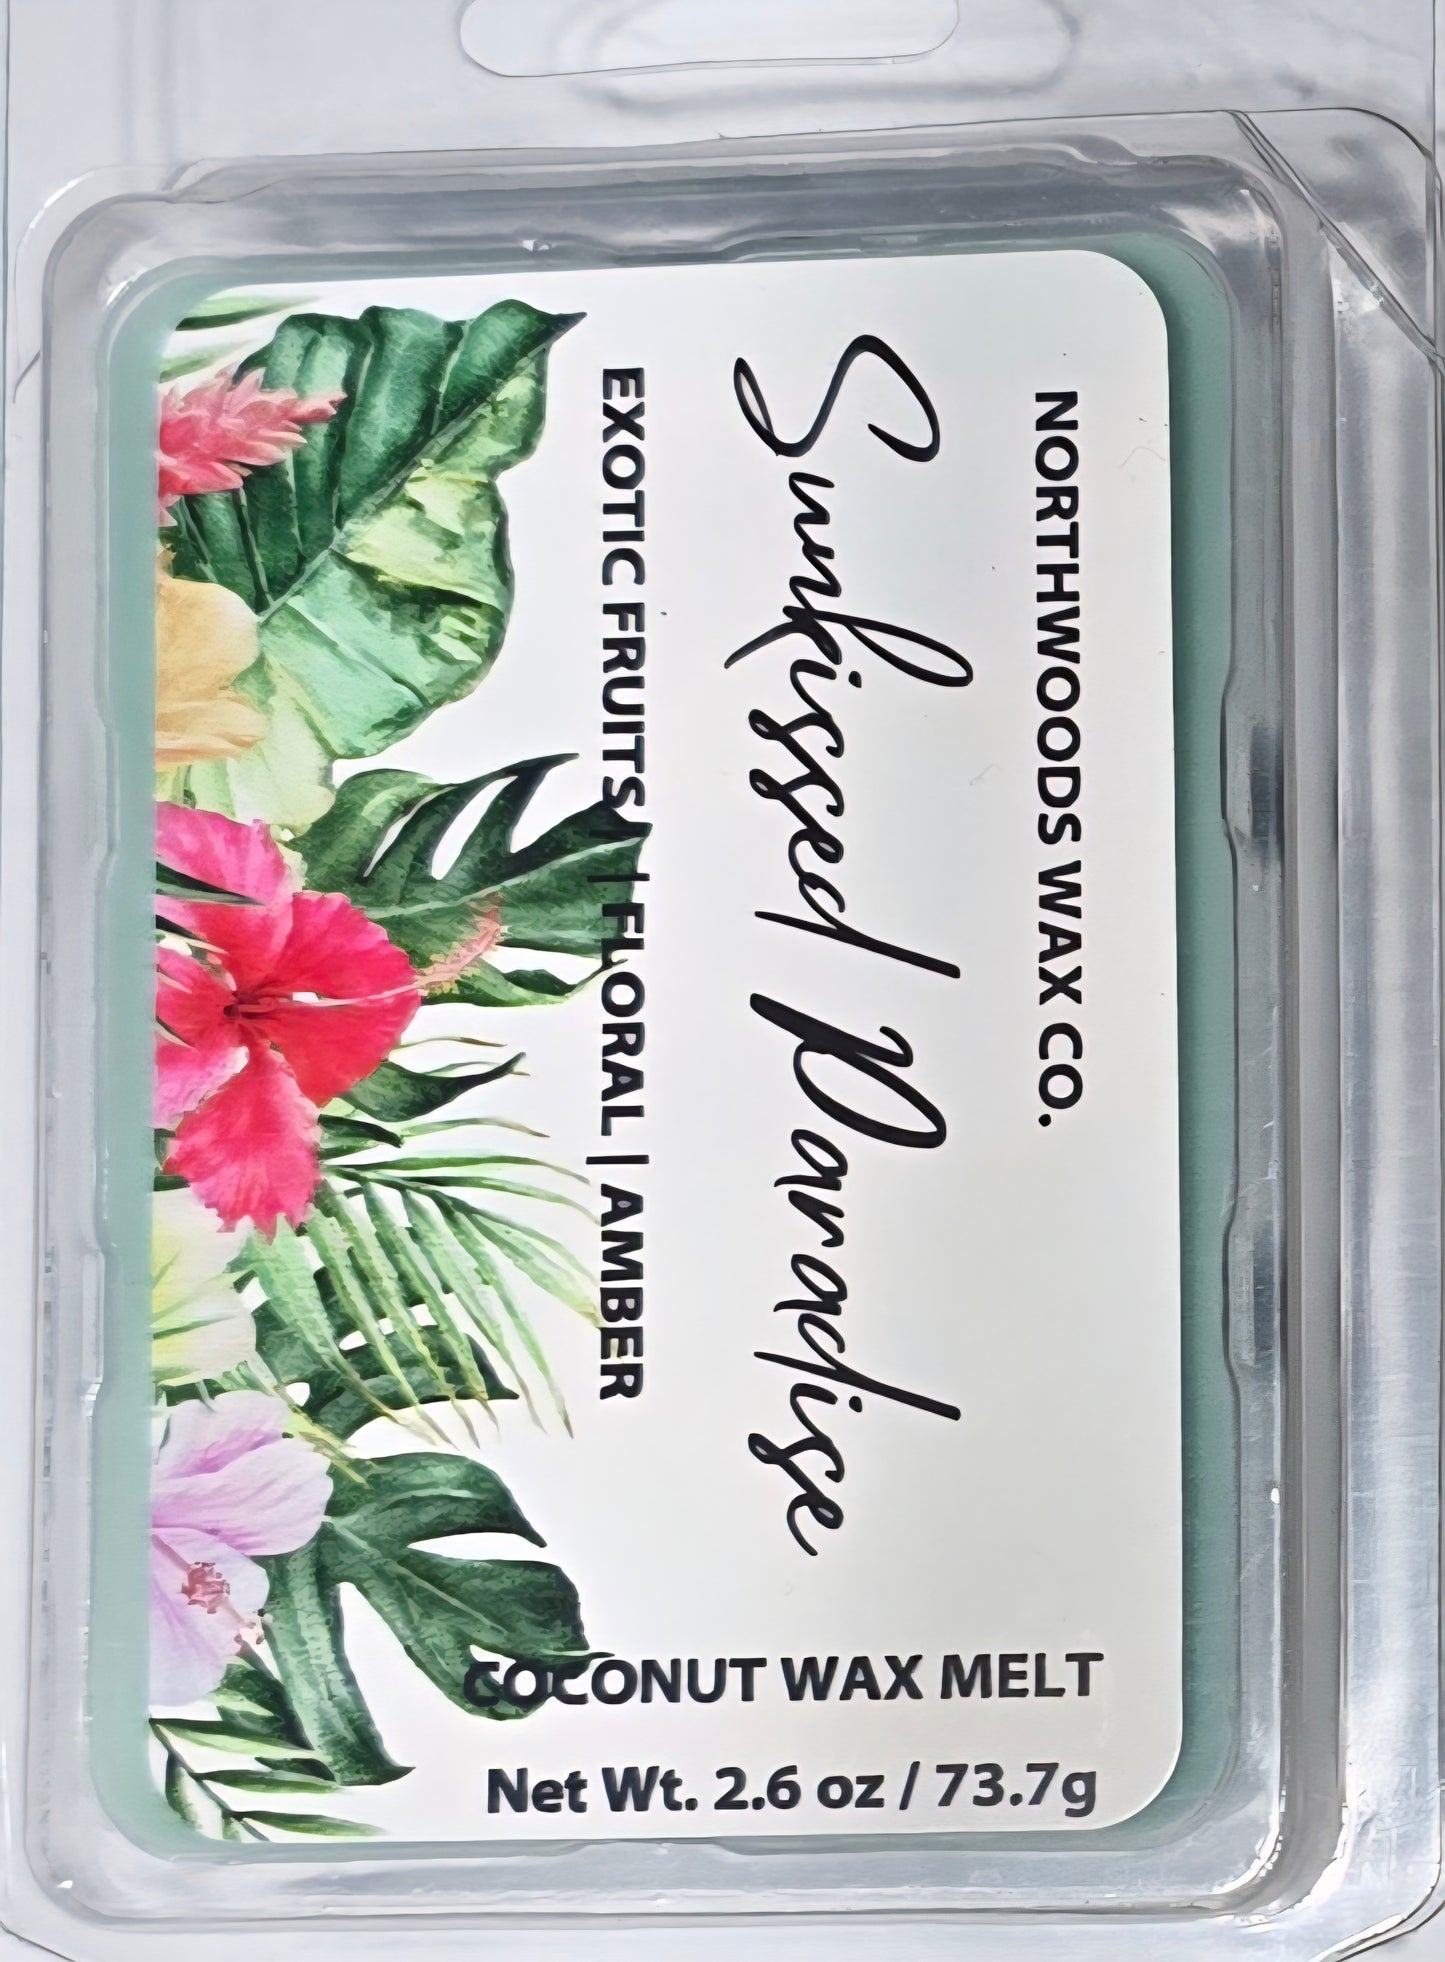 NORTHWOODS WAX CO.
Sunkissed Paradise
EXOTIC FRUITS | FLORAL | AMBER
COCONUT WAX MELT
Net Wt. 2.6 oz / 73.7g